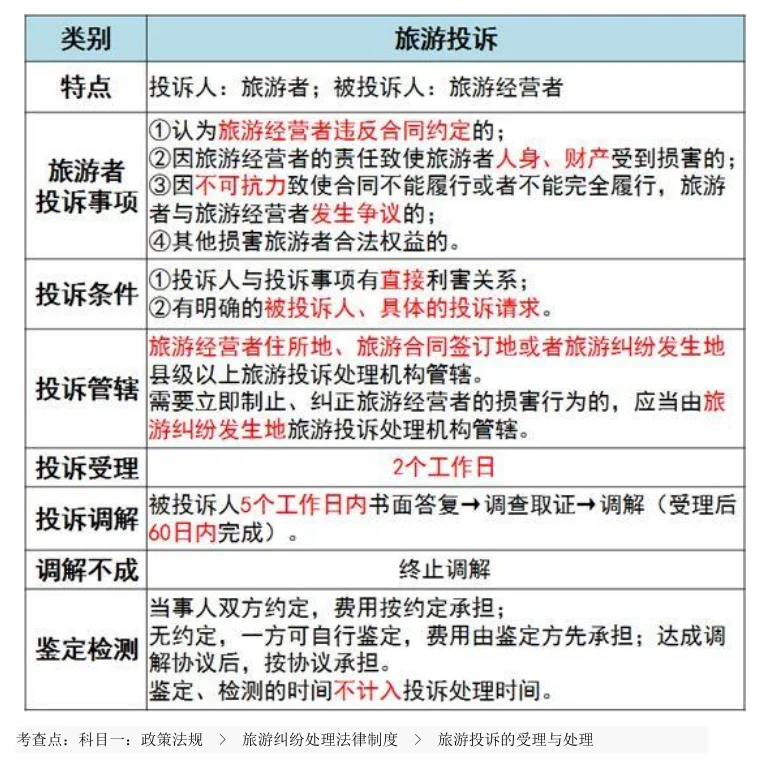 类别 旅游投诉
特点 投诉人：旅游者；被投诉人：旅游经营者
旅游者
投诉事项
①认为旅游经营者违反合同约定的；
②因旅游经营者的责任致使旅游者人身、财产受到损害的；
③因不可抗力致使合同不能履行或者不能完全履行，旅游
者与旅游经营者发生争议的；
④其他损害旅游者合法权益的。
投诉条件
①投诉人与投诉事项有直接利害关系；
②有明确的被投诉人、具体的投诉请求。
投诉管辖
旅游经营者住所地、旅游合同签订地或者旅游纠纷发生地
县级以上旅游投诉处理机构管辖。
需要立即制止、纠正旅游经营者的损害行为的，应当由旅
游纠纷发生地旅游投诉处理机构管辖。
投诉受理 2个工作日
投诉调解
被投诉人5个工作日内书面答复→调查取证→调解（受理后
60日内完成）。
调解不成 终止调解
鉴定检测
当事人双方约定，费用按约定承担；
无约定，一方可自行鉴定，费用由鉴定方先承担；达成调
解协议后，按协议承担。
鉴定、检测的时间不计入投诉处理时间。
考查点：科目一：政策法规 > 旅游纠纷处理法律制度 > 旅游投诉的受理与处理